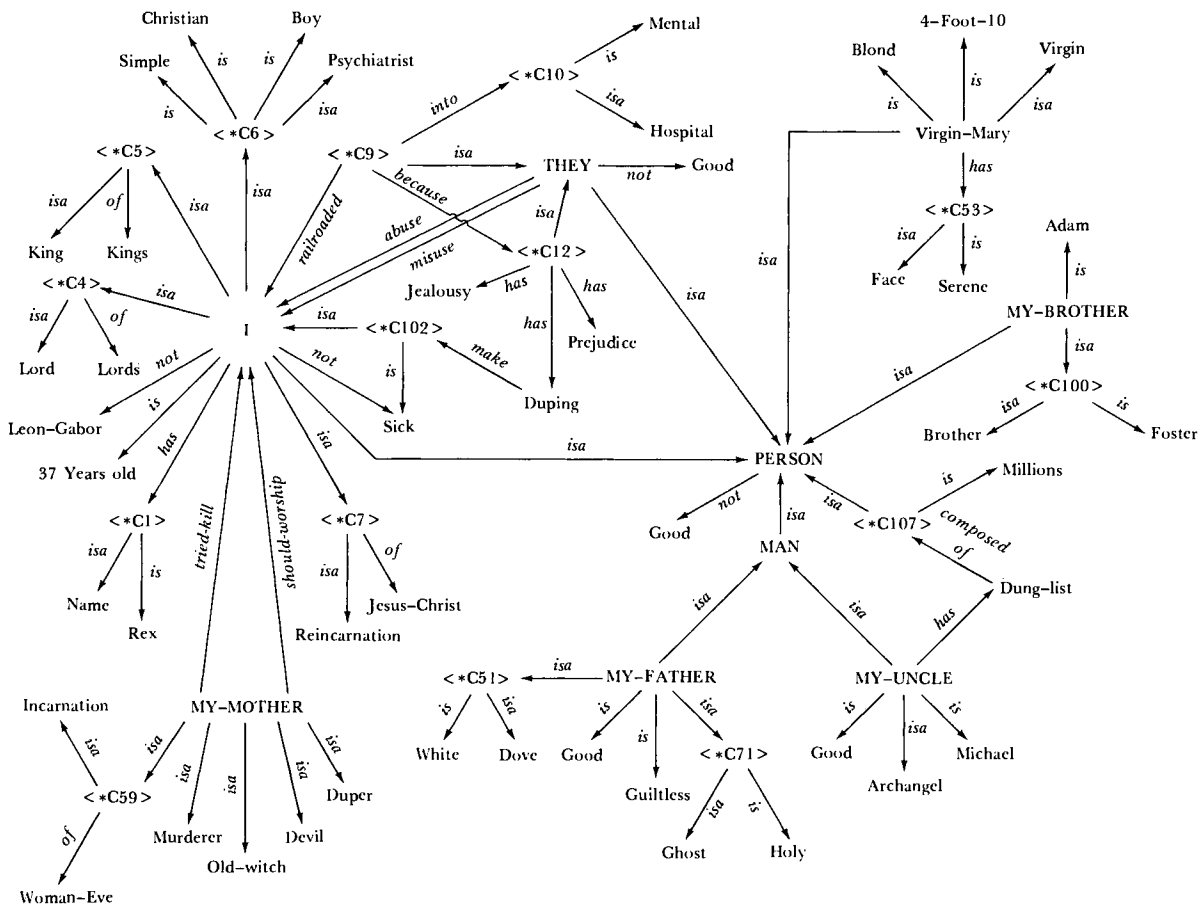 Christian
Boy
Mental
4–Foot–10
Simple
is
is
Psychiatrist
is
Blond
Virgin
is
isa
< *C10 >
is
is
isa
into
isa
< *C6 >
Hospital
Virgin–Mary
< *C5 >
< *C9 >
isa
THEY
not
Good
has
isa
because
isa
of
isa
railroaded
abuse
isa
< *C53 >
Adam
King
Kings
misuse
< *C12 >
isa
is
isa
is
< *C4 >
isa
Jealousy
has
has
isa
Face
Serene
MY–BROTHER
isa
of
I
isa
< *C102 >
has
Prejudice
isa
Lord
Lords
not
not
is
make
isa
< *C100 >
is
Duping
isa
is
Leon–Gabor
has
isa
Sick
Brother
Foster
37 Years old
isa
PERSON
is
Millions
not
isa
< *C1 >
tried-kill
should-worship
< *C7 >
Good
isa
< *C107 >
composed
isa
is
isa
of
MAN
of
Name
Jesus–Christ
Dung–list
Rex
Reincarnation
isa
isa
has
< *C51 >
isa
MY–FATHER
MY–UNCLE
Incarnation
MY–MOTHER
is
isa
is
is
isa
is
isa
is
isa
isa
White
Dove
Good
< *C71 >
Good
Michael
< *C59 >
isa
isa
isa
Duper
Guiltless
isa
is
Archangel
of
Murderer
Devil
Old–witch
Ghost
Holy
Woman–Eve